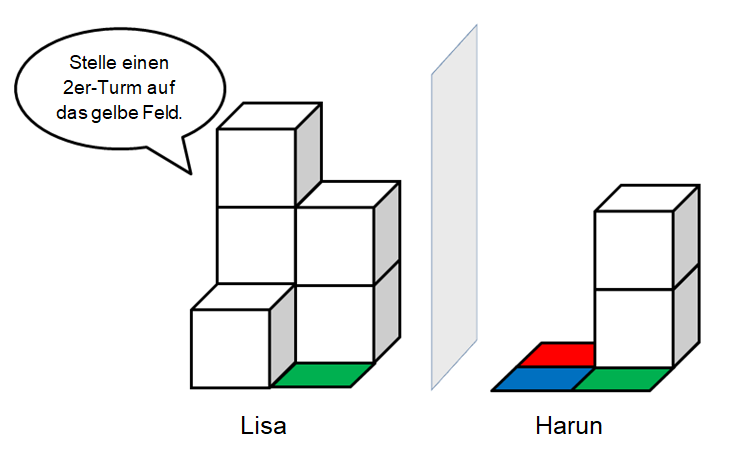 Stelle einen
2er-Turm auf
das gelbe Feld.
Lisa
Harun